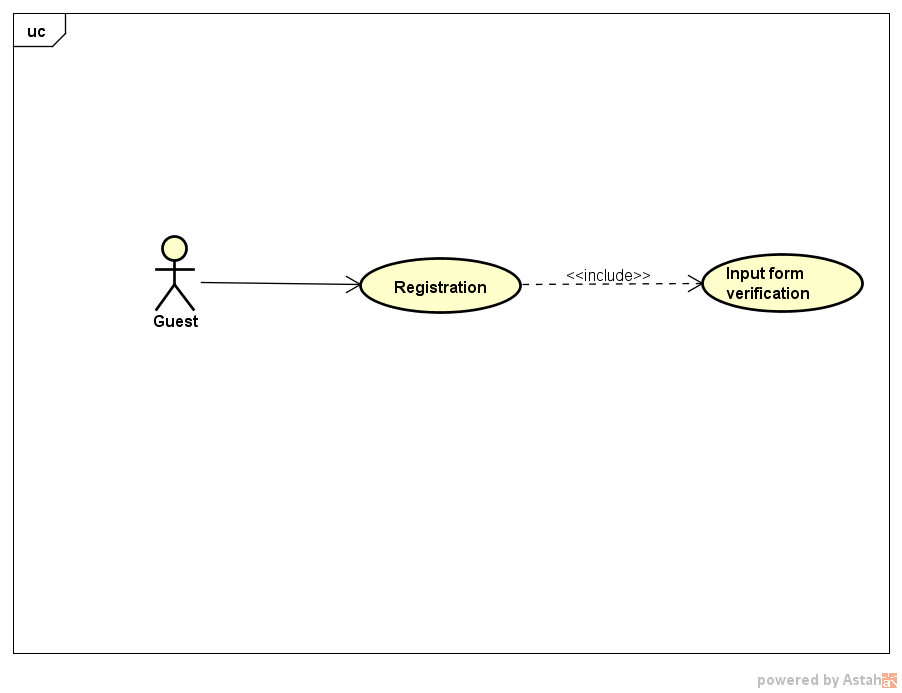 uc
<<include>>
Input form
verification
Registration
Guest
powered by Astah